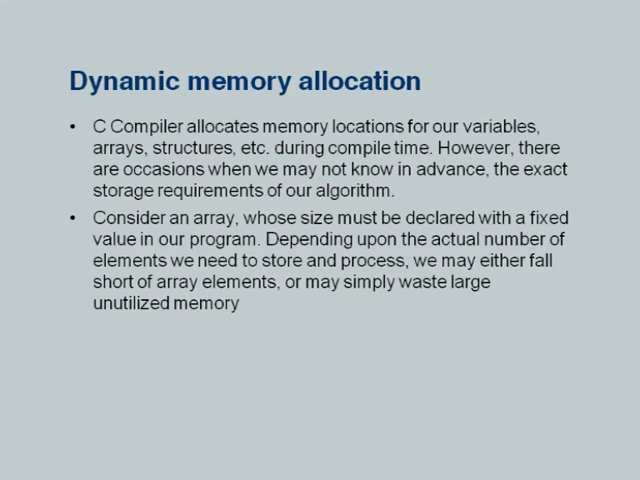 Dynamic memory allocation
• C Compiler allocates memory locations for our variables,
arrays, structures, etc. during compile time. However, there
are occasions when we may not know in advance, the exact
storage requirements of our algorithm.
• Consider an array, whose size must be declared with a fixed
value in our program. Depending upon the actual number of
elements we need to store and process, we may either fall
short of array elements, or may simply waste large
unutilized memory